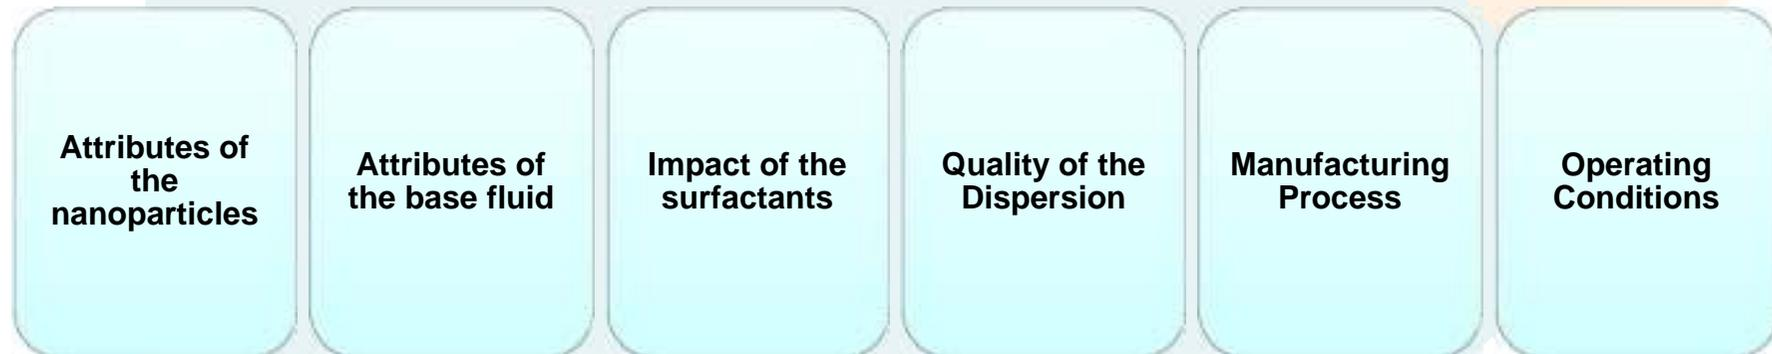 Attributes of
the
nanoparticles
Attributes of
the base fluid
Impact of the
surfactants
Quality of the
Dispersion
Manufacturing
Process
Operating
Conditions